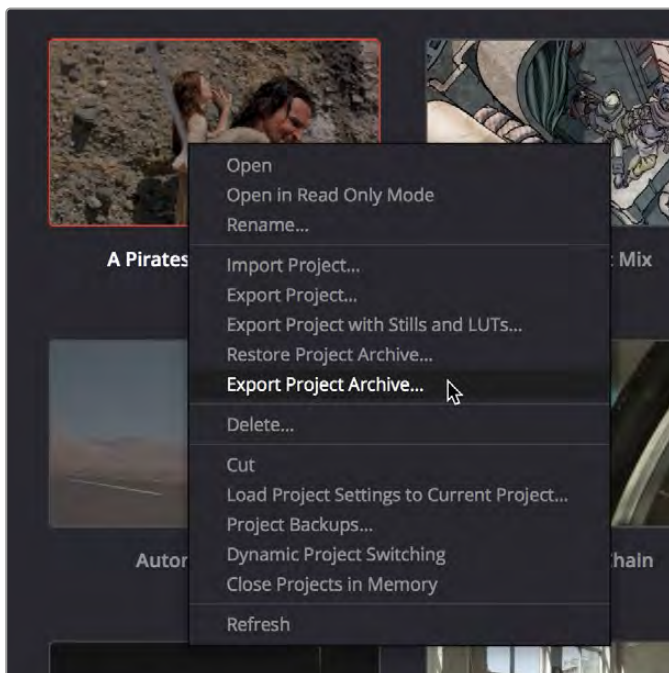 Open
Open in Read Only Mode
Rename...
A Pirates
Mix
Import Project...
Export Project...
Export Project with Stills and LUTs...
Restore Project Archive...
Export Project Archive...
Delete...
Cut
Load Project Settings to Current Project...
Project Backups...
Dynamic Project Switching
Autor
hain
Close Projects in Memory
Refresh